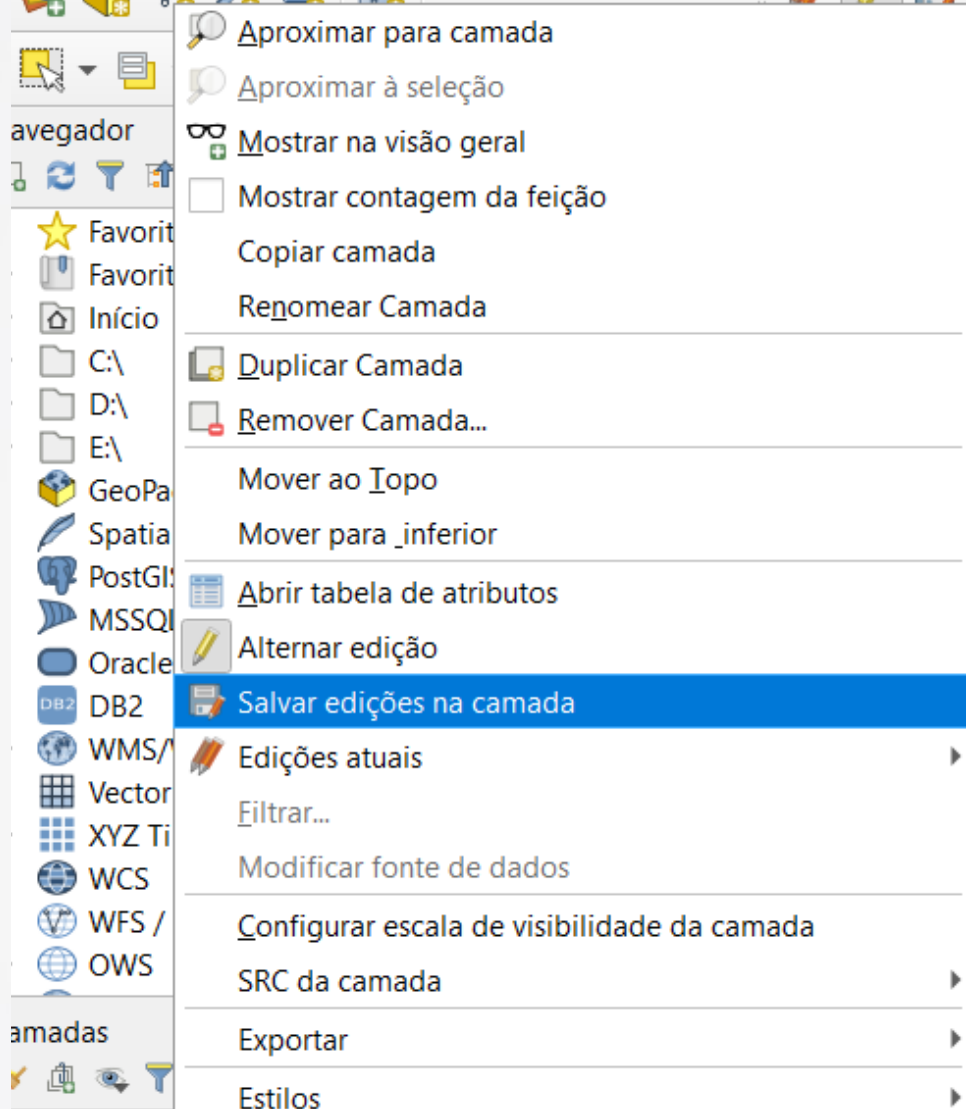 avegador
Favorit
Favorit
Início
C:\
D:\
E:\
GeoPa
Spatia
PostGIS
MSSQL
Oracle
DB2
DB2
WMS/
Vector
XYZ Ti
WCS
WFS /
OWS
amadas
Aproximar para camada
Aproximar à seleção
Mostrar na visão geral
Mostrar contagem da feição
Copiar camada
Renomear Camada
Duplicar Camada
Remover Camada...
Mover ao Topo
Mover para _inferior
Abrir tabela de atributos
Alternar edição
Salvar edições na camada
Edições atuais
Filtrar...
Modificar fonte de dados
Configurar escala de visibilidade da camada
SRC da camada
Exportar
Estilos